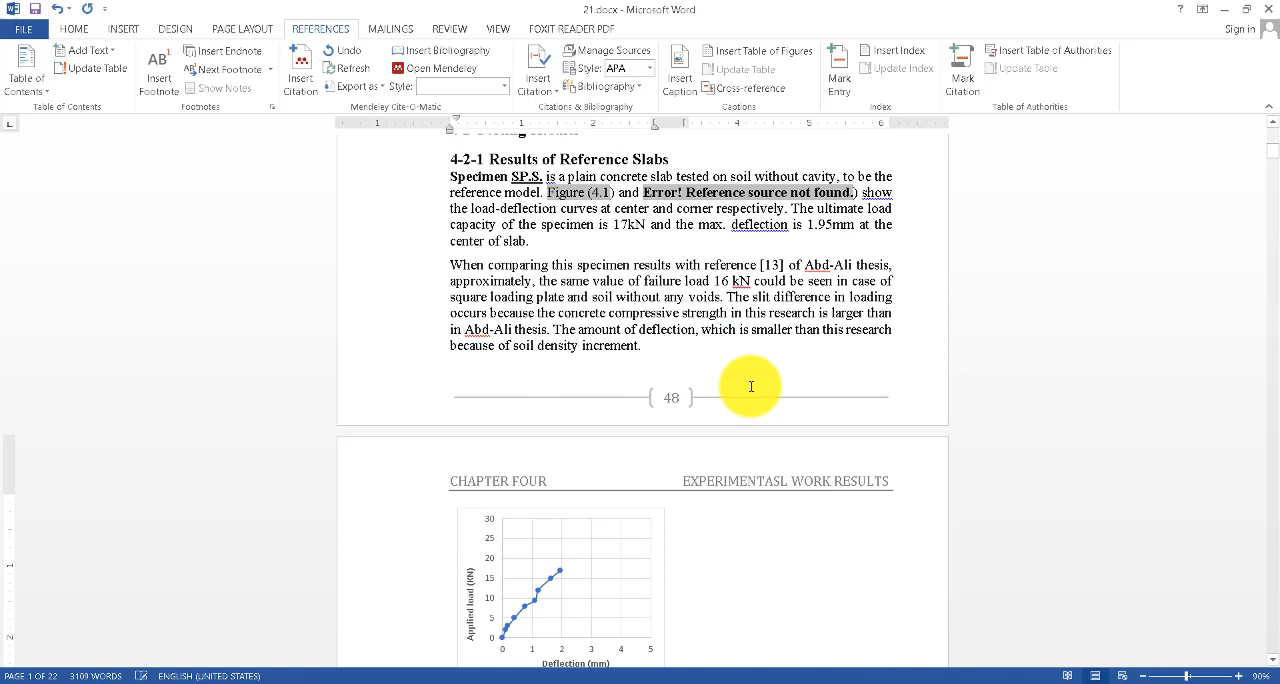 21.docx - Microsoft Word
Sign in
FILE HOME INSERT DESIGN PAGE LAYOUT REFERENCES MAILINGS REVIEW VIEW FOXIT READER PDF
Table of Contents
Add Text
Update Table
Table of Contents
AB1 Insert Footnote
Insert Endnote
Next Footnote
Show Notes
Footnotes
Insert Citation
Undo
Refresh
Export as
Insert Bibliography
Open Mendeley
Style:
Mendeley Cite-O-Matic
Insert Citation
Manage Sources
Style: APA
Bibliography
Citations & Bibliography
Insert Caption
Insert Table of Figures
Update Table
Cross-reference
Captions
Mark Entry
Insert Index
Update Index
Index
Mark Citation
Insert Table of Authorities
Update Table
Table of Authorities
1 1 2 4 5 6
4-2-1 Results of Reference Slabs
Specimen SP.S. is a plain concrete slab tested on soil without cavity, to be the
reference model. Figure (4.1) and Error! Reference source not found.) show
the load-deflection curves at center and corner respectively. The ultimate load
capacity of the specimen is 17kN and the max. deflection is 1.95mm at the
center of slab.
When comparing this specimen results with reference [13] of Abd-Ali thesis,
approximately, the same value of failure load 16 kN could be seen in case of
square loading plate and soil without any voids. The slit difference in loading
occurs because the concrete compressive strength in this research is larger than
in Abd-Ali thesis. The amount of deflection, which is smaller than this research
because of soil density increment.
48
CHAPTER FOUR EXPERIMENTASL WORK RESULTS
30
25
20
15
10
5
0
Applied load (KN)
0 1 2 3 4 5
Deflection (mm)
1
2
PAGE 1 OF 22 3109 WORDS ENGLISH (UNITED STATES) 90%